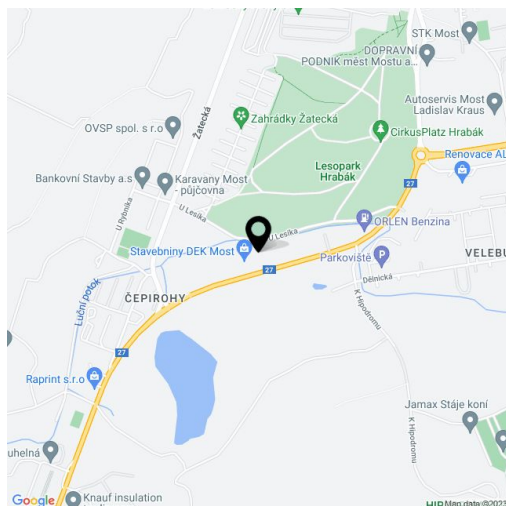 STK Most
DOPRAVNÍ
PODNIK měst Mostu a...
Autoservis Most
Ladislav Kraus
Zahrádky Žatecká
OVSP spol. s r.o
Žatecká
CirkusPlatz Hrabák
Lesopark
Hrabák
Renovace AL
Bankovní Stavby a.s
Karavany Most
- půjčovna
27
U Rybníka
U Lesíka
ORLEN Benzina
U Lesíka
Stavebniny DEK Most
Parkoviště
VELEBU
27
Dělnická
Luční potok
ČEPIROHY
K Hipodromu
27
Raprint s.r.o
Jamax Stáje koní
K Hipodromu
uhelná
Knauf insulation
Google
HIP
Map data ©2023